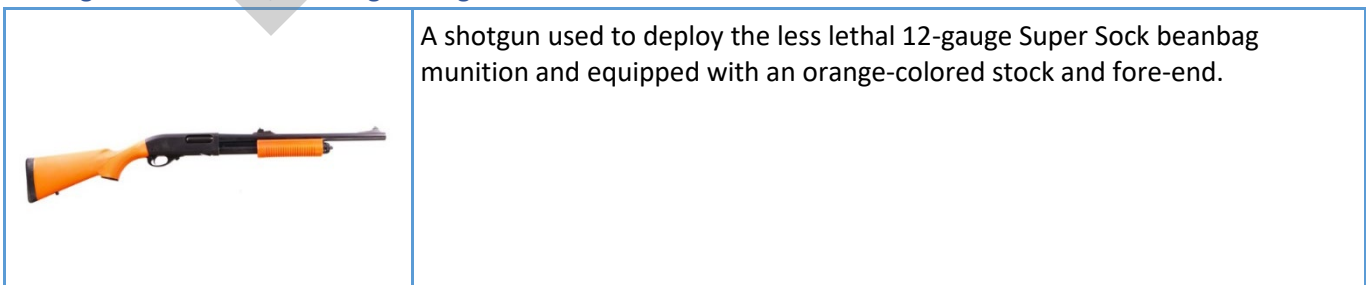 A shotgun used to deploy the less lethal 12-gauge Super Sock beanbag
munition and equipped with an orange-colored stock and fore-end.